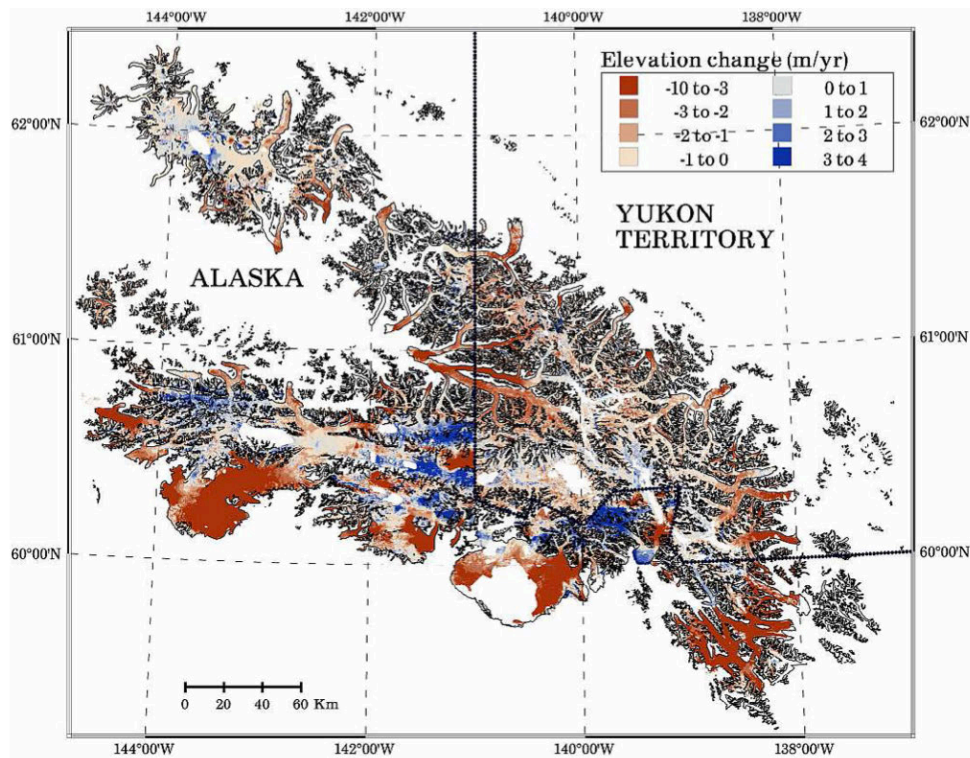 144°00'W 142°00'W 140°00'W 138°00'W
Elevation change (m/yr)
-10 to -3 0 to 1
-3 to -2 1 to 2
-2 to -1 2 to 3
-1 to 0 3 to 4
62°00'N 62°00'N
YUKON
TERRITORY
ALASKA
61°00'N 61°00'N
60°00'N 60°00'N
0 20 40 60 Km
144°00'W 142°00'W 140°00'W 138°00'W